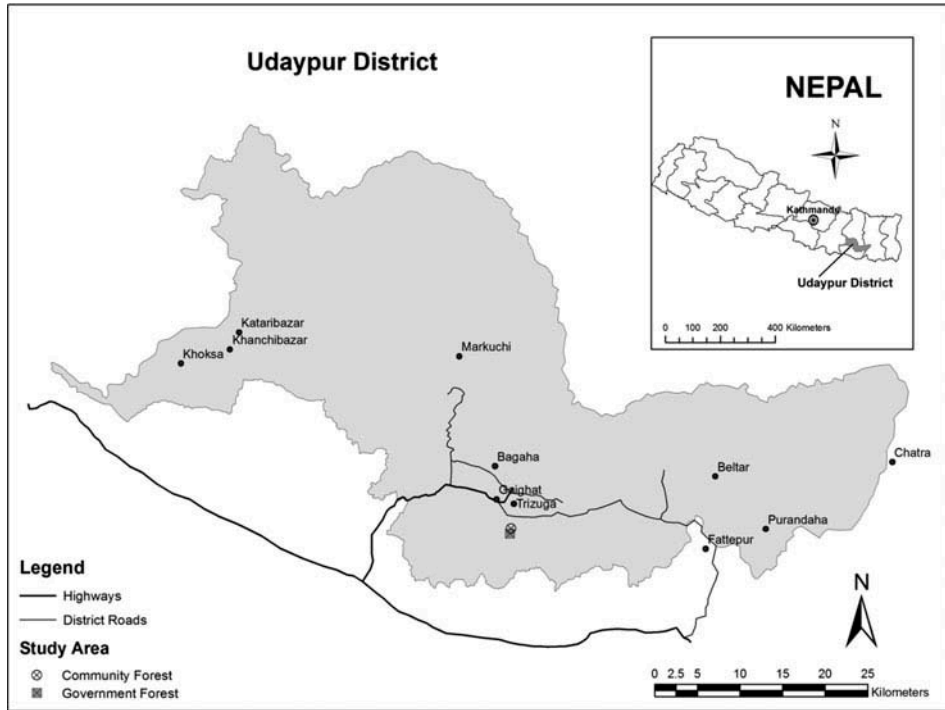 Udaypur District
NEPAL
N
Kathmandu
Udaypur District
0 100 200 400 Kilometers
Kataribazar
Khanchibazar
Khoksa
Markuchi
Bagaha
Gaighat
Trizuga
Beltar
Chatra
Purandaha
Fattepur
Legend
Highways
District Roads
Study Area
Community Forest
Government Forest
N
0 2.5 5 10 15 20 25
Kilometers